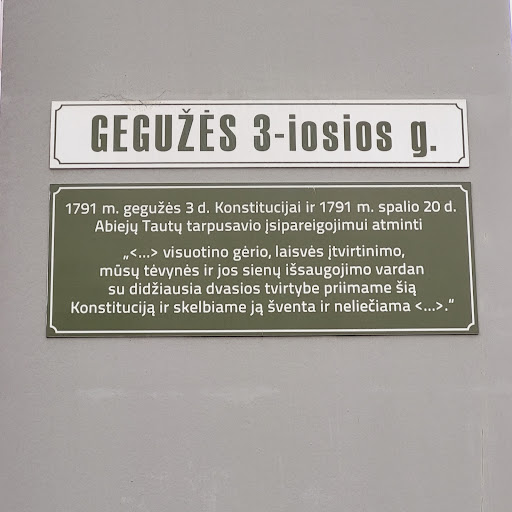 GEGUŽĖS 3-iosios g.
1791 m. gegužės 3 d. Konstitucijai ir 1791 m. spalio 20 d.
Abiejų Tautų tarpusavio įsipareigojimui atminti
„<...> visuotino gėrio, laisvės įtvirtinimo,
mūsų tėvynės ir jos sienų išsaugojimo vardan
su didžiausia dvasios tvirtybe priimame šią
Konstituciją ir skelbiame ją šventa ir neliečiama <...>.“